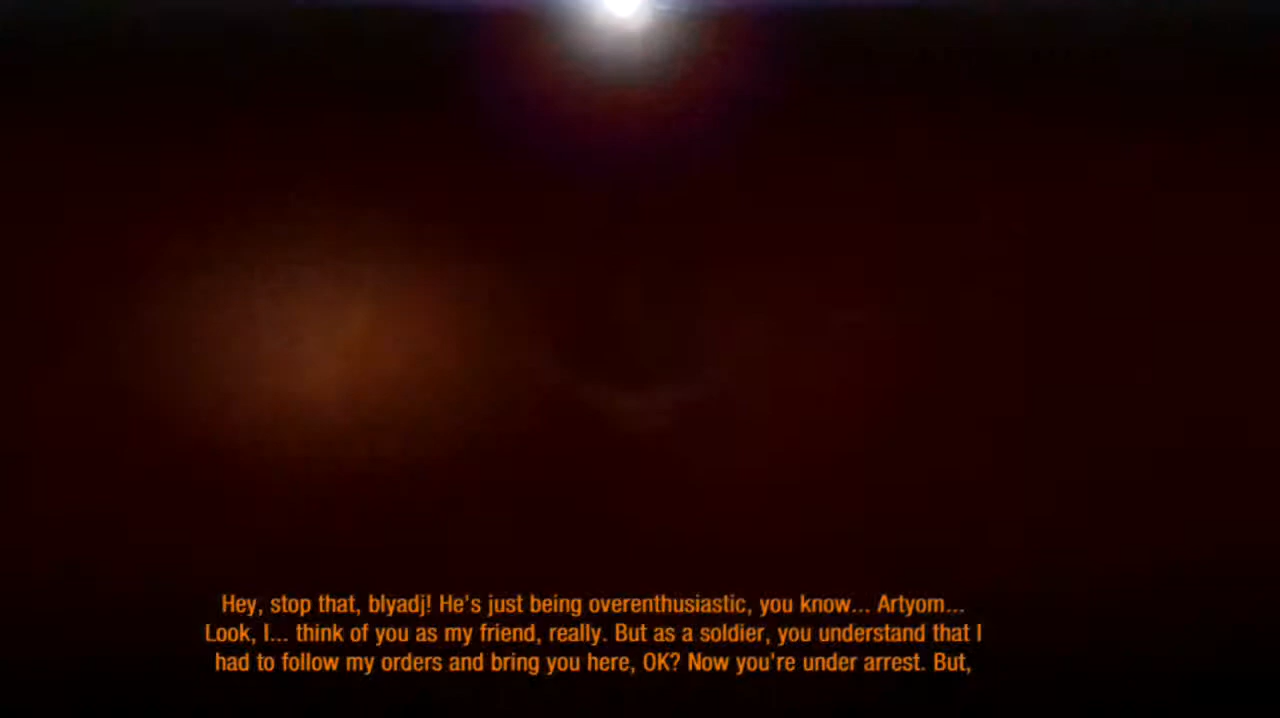 Hey, stop that, blyadj! He's just being overenthusiastic, you know... Artyom...
Look, I... think of you as my friend, really. But as a soldier, you understand that I
had to follow my orders and bring you here, OK? Now you're under arrest. But,